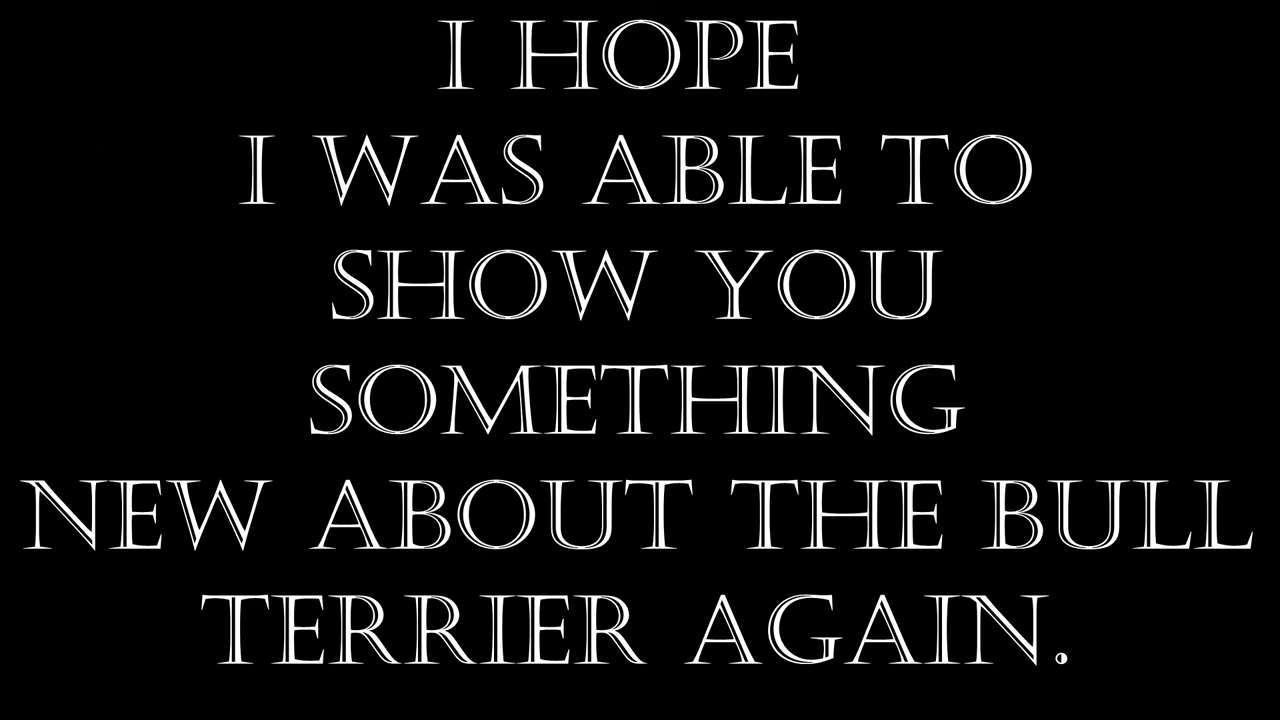 I HOPE
I WAS ABLE TO
SHOW YOU
SOMETHING
NEW ABOUT THE BULL
TERRIER AGAIN.